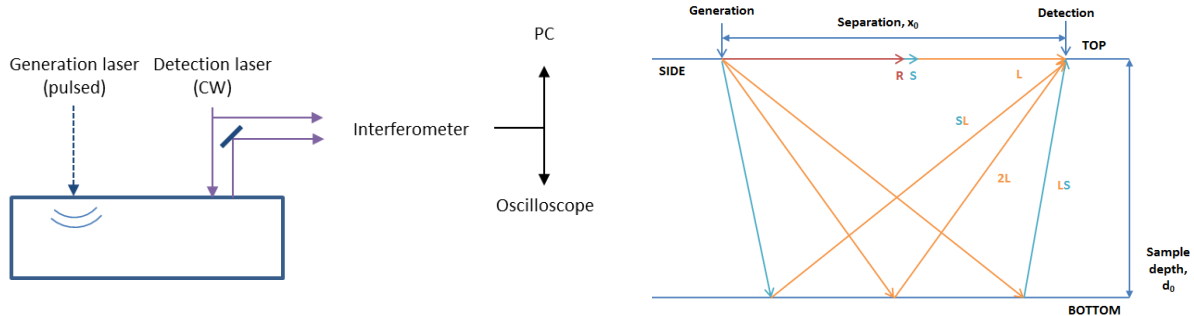 Generation laser
(pulsed)
Detection laser
(CW)
Interferometer
PC
Oscilloscope
Generation
Separation, x₀
Detection
TOP
SIDE
R S
L
SL
2L
LS
Sample
depth,
d₀
BOTTOM